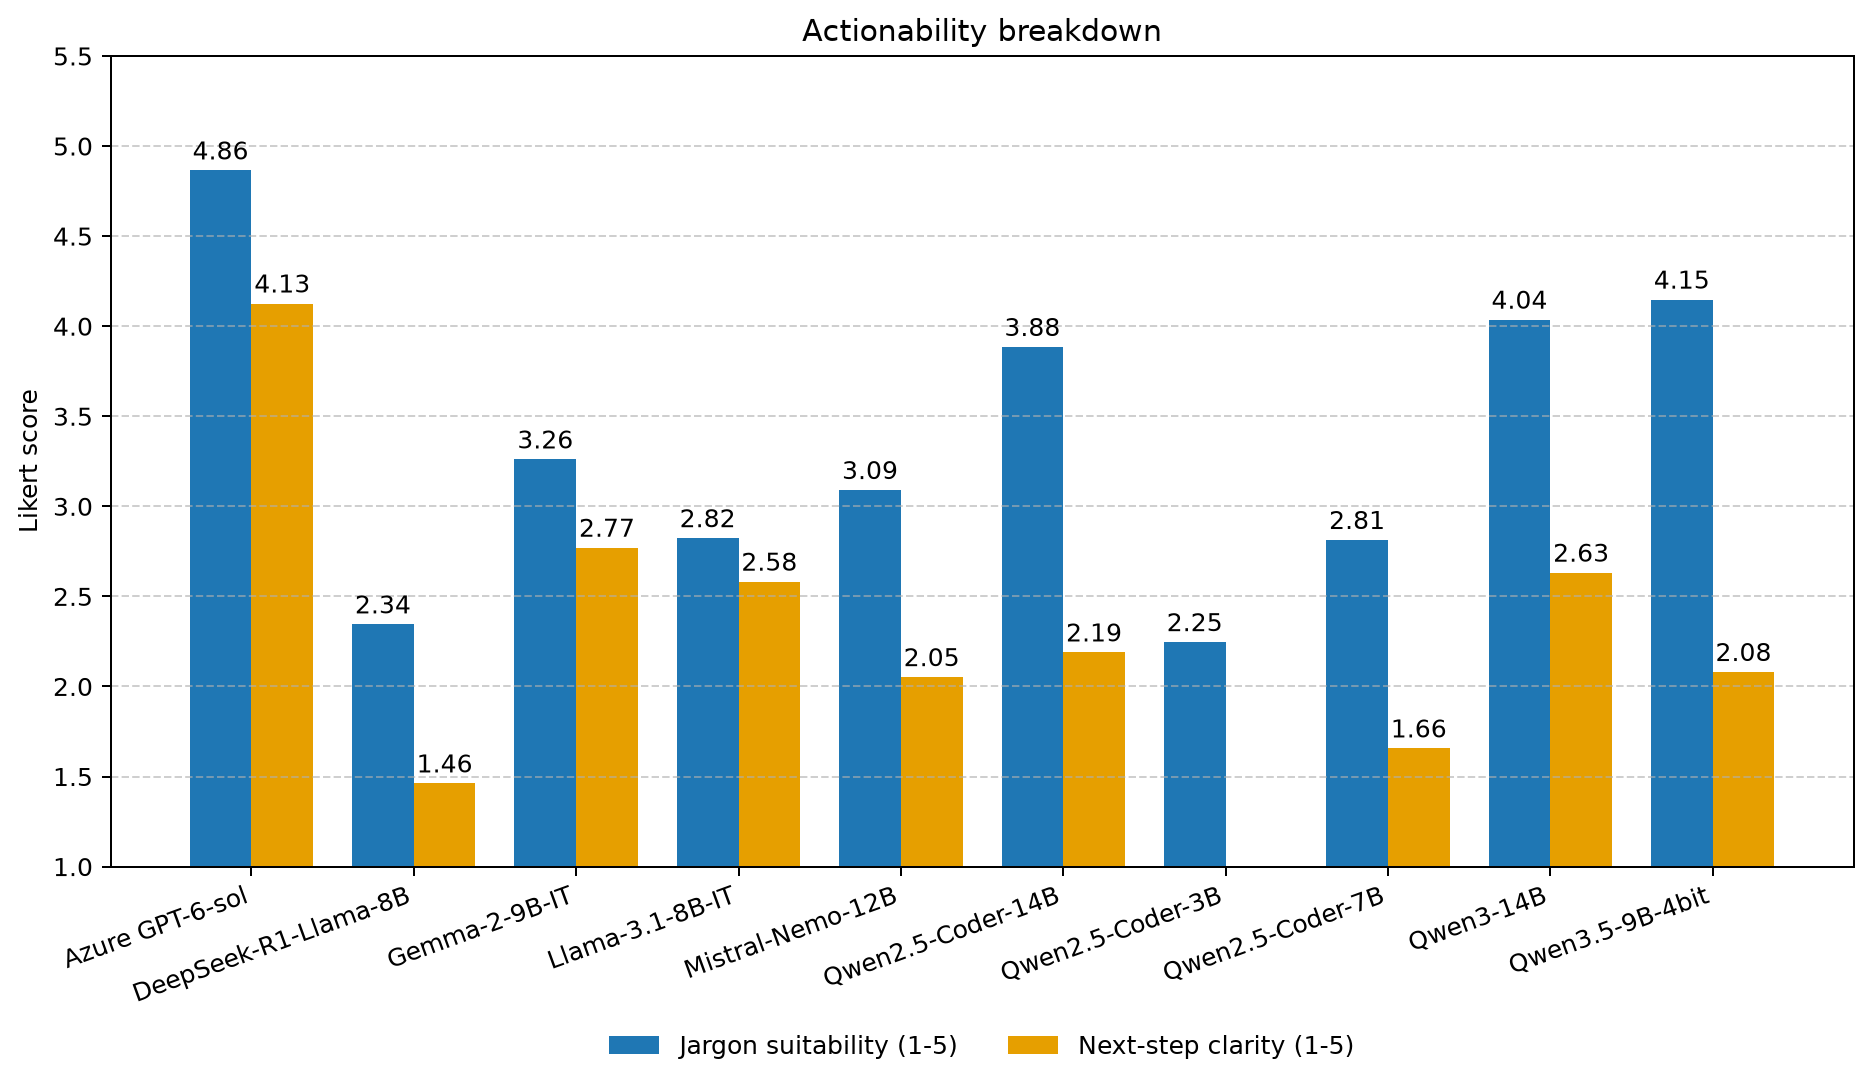 Actionability breakdown
5.5
5.0
4.5
4.0
3.5
3.0
2.5
2.0
1.5
1.0
Likert score
4.86
4.13
2.34
1.46
3.26
2.77
2.82
2.58
3.09
2.05
3.88
2.19
2.25
2.81
1.66
4.04
2.63
4.15
2.08
Azure GPT-6-sol
DeepSeek-R1-Llama-8B
Gemma-2-9B-IT
Llama-3.1-8B-IT
Mistral-Nemo-12B
Qwen2.5-Coder-14B
Qwen2.5-Coder-3B
Qwen2.5-Coder-7B
Qwen3-14B
Qwen3.5-9B-4bit
Jargon suitability (1-5)
Next-step clarity (1-5)